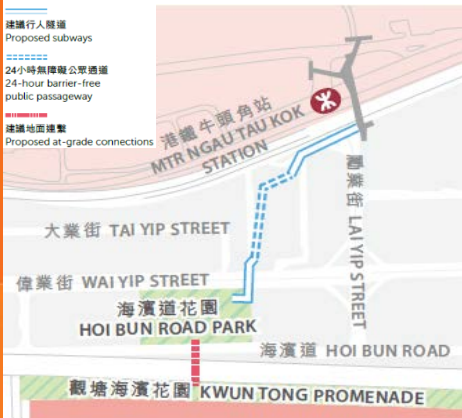 建議行人隧道
Proposed subways
24小時無障礙公眾通道
24-hour barrier-free
public passageway
建議地面連繫
Proposed at-grade connections
港鐵牛頭角站
MTR NGAU TAU KOK
STATION
勵業街 LAI YIP STREET
大業街 TAI YIP STREET
偉業街 WAI YIP STREET
海濱道花園
HOI BUN ROAD PARK
海濱道 HOI BUN ROAD
觀塘海濱花園 KWUN TONG PROMENADE